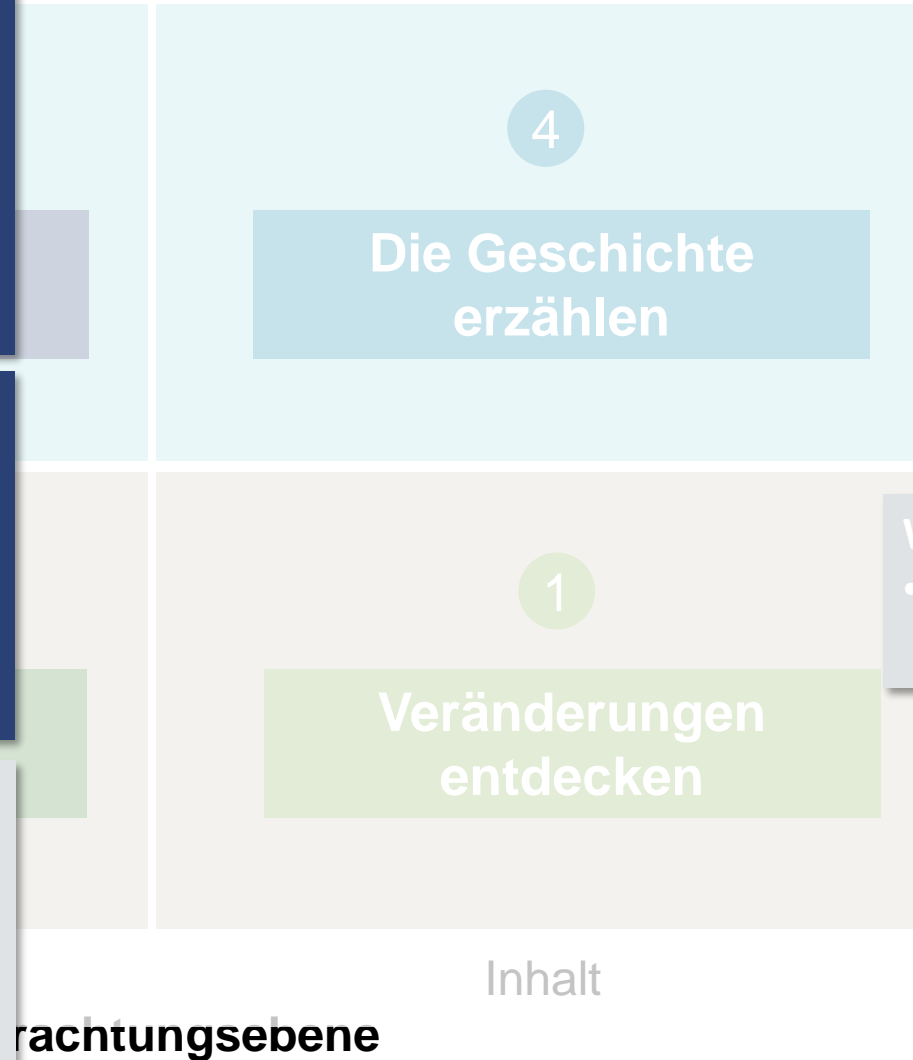 4
Die Geschichte
erzählen
1
Veränderungen
entdecken
Inhalt
rachtungsebene